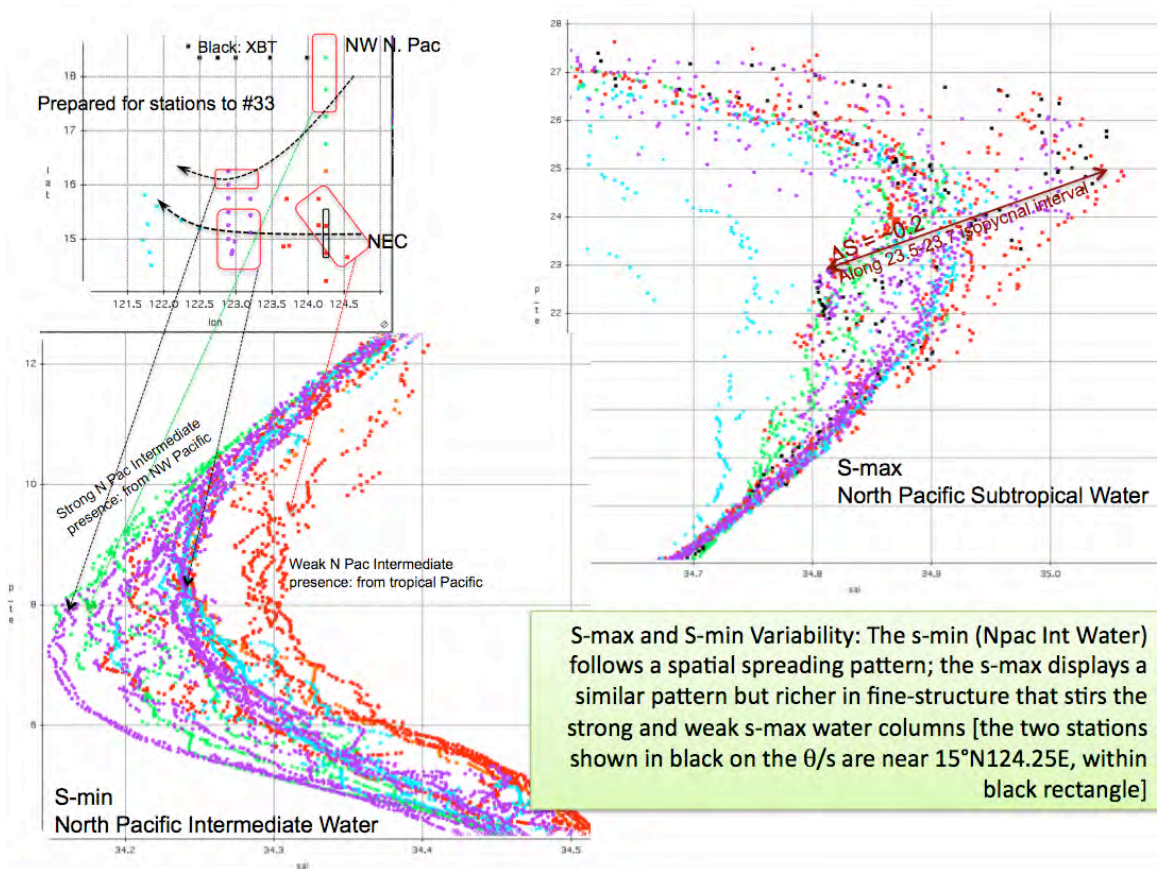 Black: XBT
NW N. Pac
18
Prepared for stations to #33
17
lat
16
15
NEC
121.5 122.0 122.5 123.0 123.5 124.0 124.5
lon
12
10
9
8
p_te
Strong N Pac Intermediate
presence: from NW Pacific
Weak N Pac Intermediate
presence: from tropical Pacific
S-min
North Pacific Intermediate Water
34.2 34.3 34.4 34.5
sal
28
27
26
25
24
23
22
p_te
ΔS = ~0.2
Along 23.5-23.7 isopycnal interval
S-max
North Pacific Subtropical Water
34.7 34.8 34.9 35.0
sal
S-max and S-min Variability: The s-min (Npac Int Water)
follows a spatial spreading pattern; the s-max displays a
similar pattern but richer in fine-structure that stirs the
strong and weak s-max water columns [the two stations
shown in black on the θ/s are near 15°N124.25E, within
black rectangle]